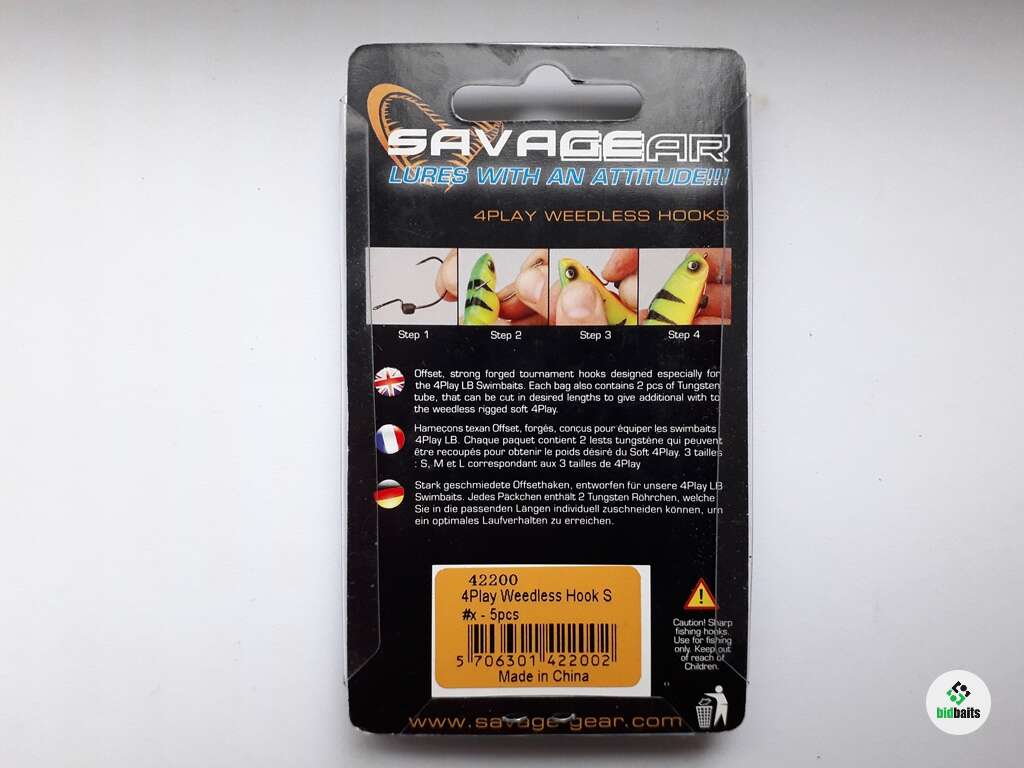 SAVAGEAR
LURES WITH AN ATTITUDE!!!
4PLAY WEEDLESS HOOKS
Step 1 Step 2 Step 3 Step 4
Offset, strong forged tournament hooks designed especially for
the 4Play LB Swimbaits. Each bag also contains 2 pcs of Tungsten
tube, that can be cut in desired lengths to give additional with to
the weedless rigged soft 4Play.
Hameçons texan Offset, forgés, conçus pour équiper les swimbaits
4Play LB. Chaque paquet contient 2 lests tungstène qui peuvent
être recoupés pour obtenir le poids désiré du Soft 4Play. 3 tailles
: S, M et L correspondant aux 3 tailles de 4Play
Stark geschmiedete Offsethaken, entworfen für unsere 4Play LB
Swimbaits. Jedes Päckchen enthält 2 Tungsten Röhrchen, welche
Sie in die passenden Längen individuell zuschneiden können, um
ein optimales Laufverhalten zu erreichen.
42200
4Play Weedless Hook S
#x - 5pcs
5 706301 422002
Made in China
Caution! Sharp
fishing hooks.
Use for fishing
only. Keep out
of reach of
Children.
www.savage-gear.com
bidbaits